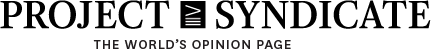 PROJECT SYNDICATE
THE WORLD'S OPINION PAGE